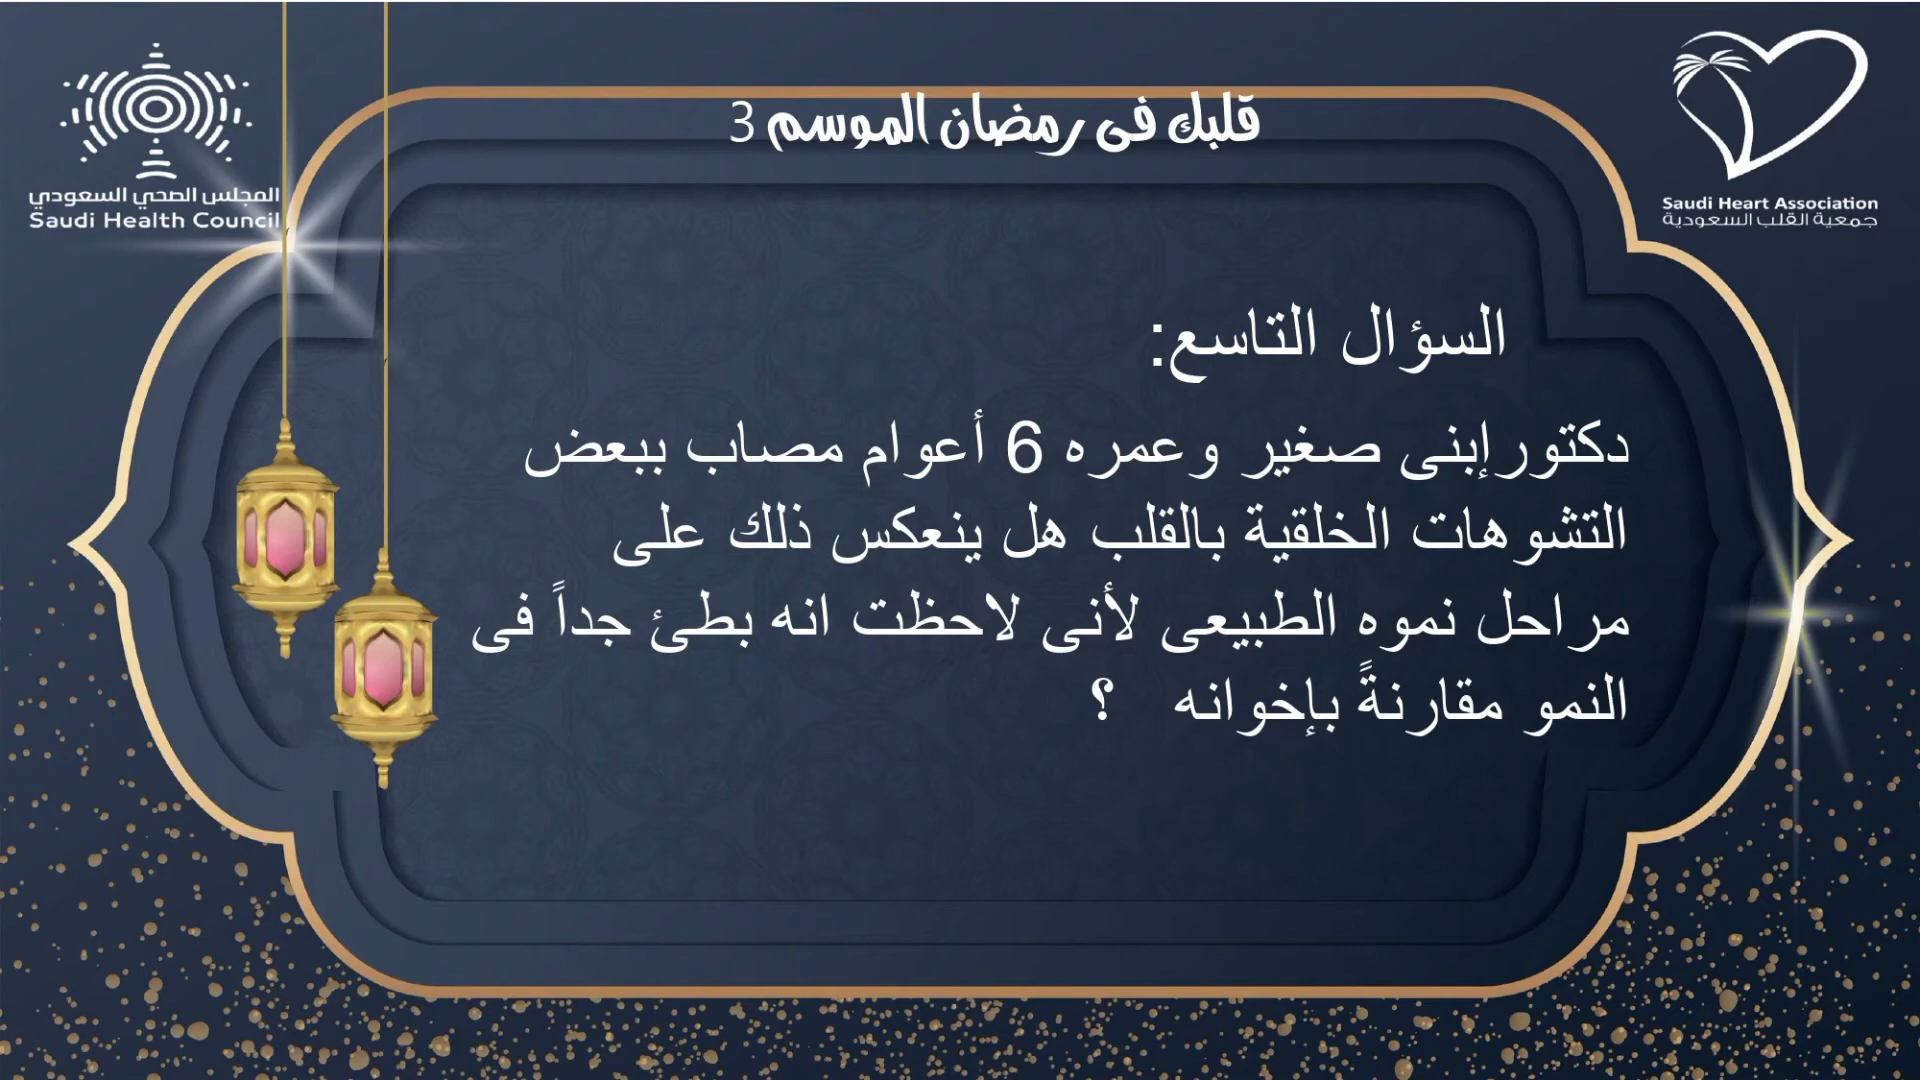 قلبك فى رمضان الموسم 3
المجلس الصحي السعودي
Saudi Health Council
Saudi Heart Association
جمعية القلب السعودية
السؤال التاسع:
دكتورإبنى صغير وعمره 6 أعوام مصاب ببعض
التشوهات الخلقية بالقلب هل ينعكس ذلك على
مراحل نموه الطبيعى لأنى لاحظت انه بطئ جداً فى
النمو مقارنةً بإخوانه ؟